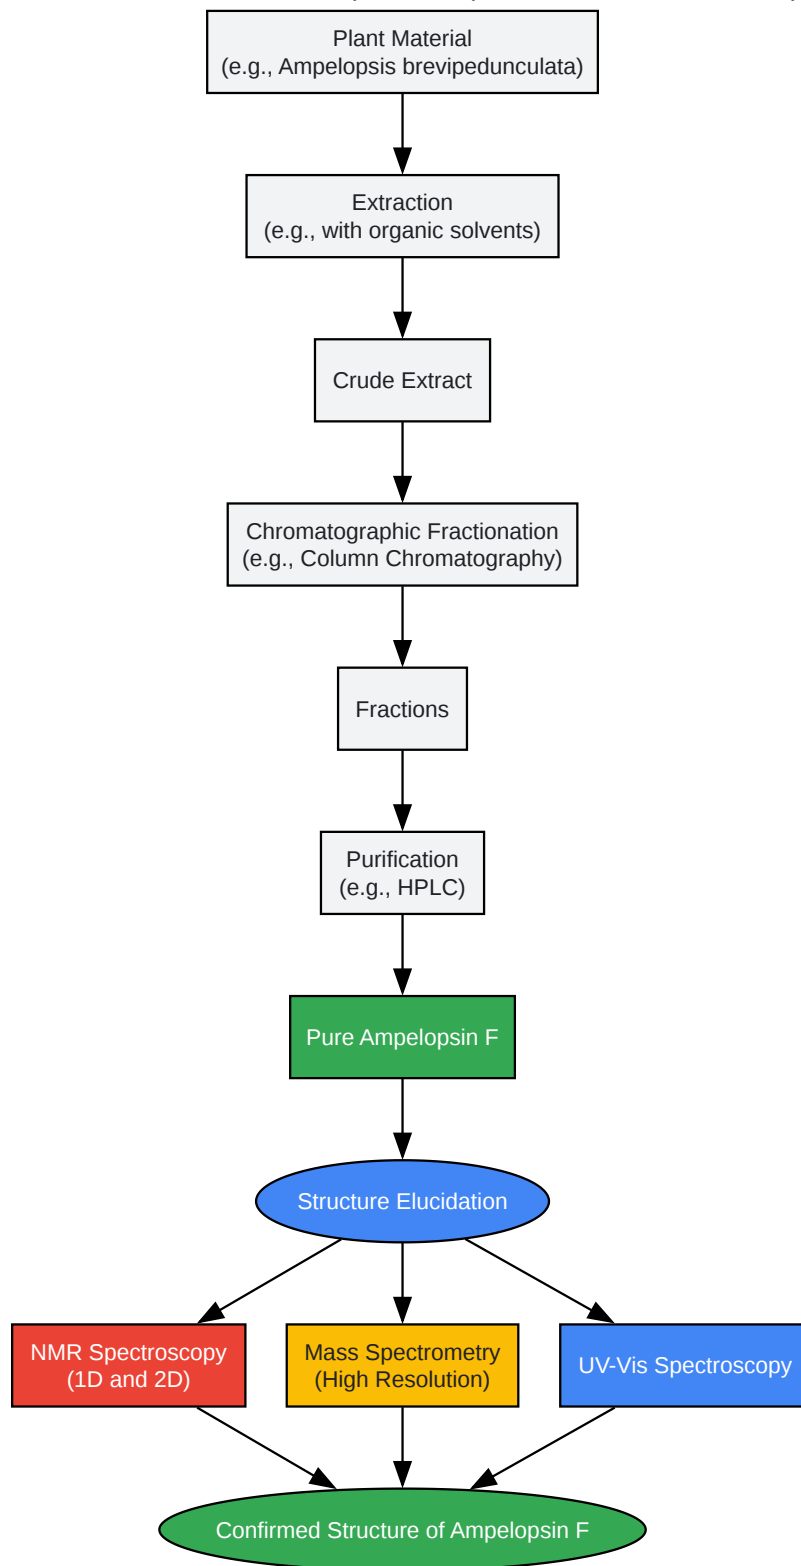 Plant Material
(e.g., Ampelopsis brevipedunculata)
Extraction
(e.g., with organic solvents)
Crude Extract
Chromatographic Fractionation
(e.g., Column Chromatography)
Fractions
Purification
(e.g., HPLC)
Pure Ampelopsin F
Structure Elucidation
NMR Spectroscopy
(1D and 2D)
Mass Spectrometry
(High Resolution)
UV-Vis Spectroscopy
Confirmed Structure of Ampelopsin F